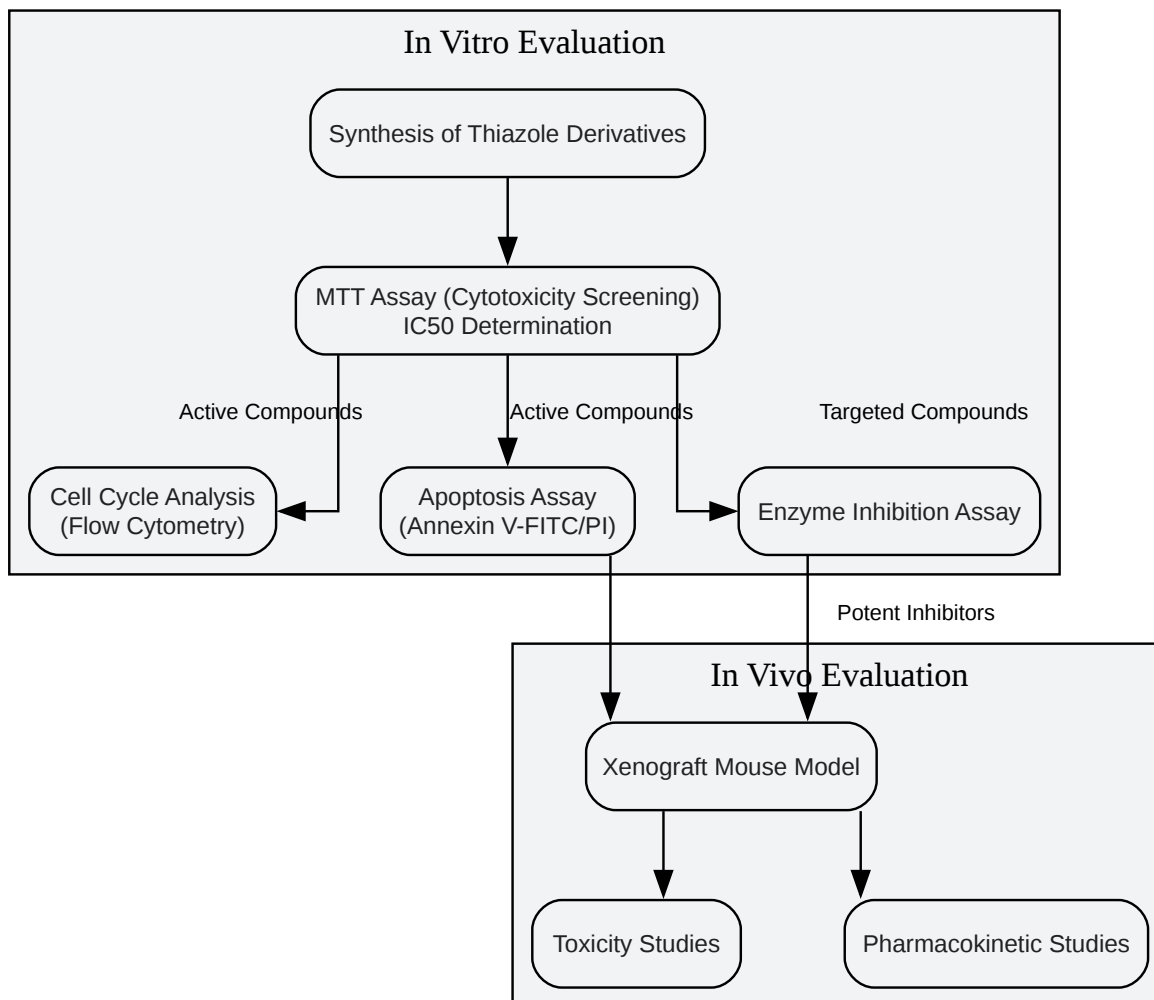 In Vitro Evaluation
Synthesis of Thiazole Derivatives
MTT Assay (Cytotoxicity Screening)
IC50 Determination
Active Compounds
Active Compounds
Targeted Compounds
Cell Cycle Analysis
(Flow Cytometry)
Apoptosis Assay
(Annexin V-FITC/PI)
Enzyme Inhibition Assay
Potent Inhibitors
In Vivo Evaluation
Xenograft Mouse Model
Toxicity Studies
Pharmacokinetic Studies